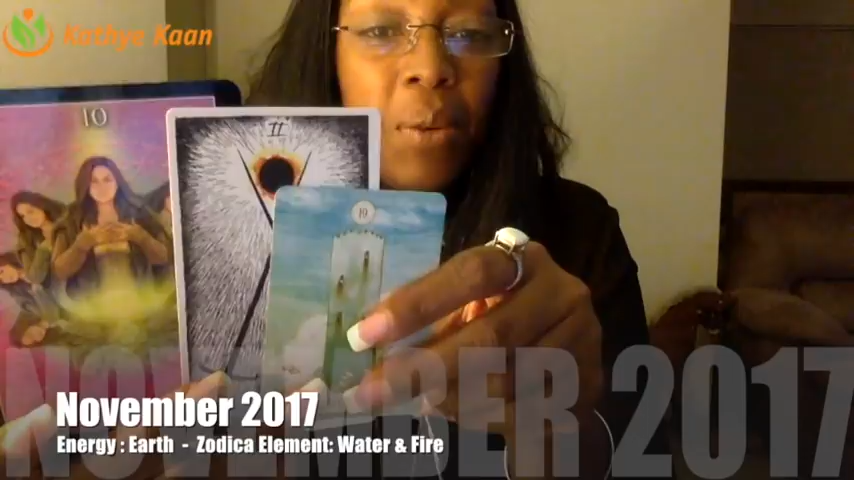 Kathye Kaan
10
II
19
NOVEMBER 2017
November 2017
Energy : Earth - Zodica Element: Water & Fire